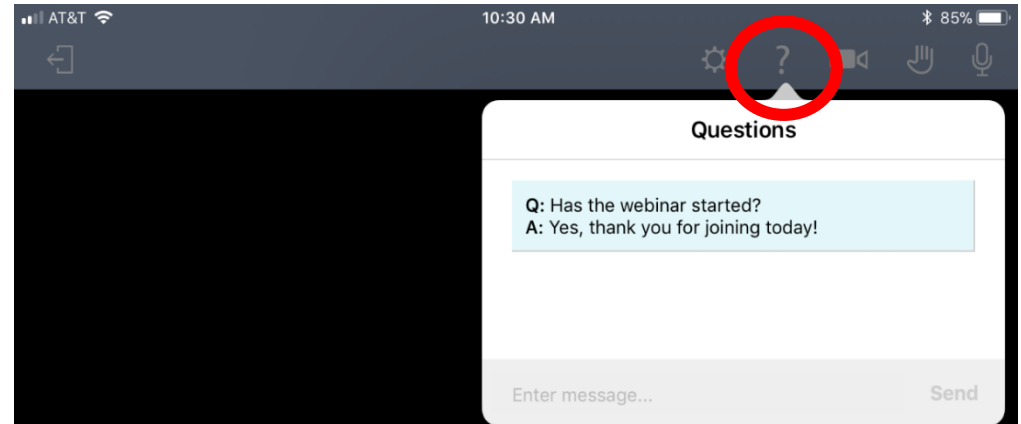 AT&T 10:30 AM 85%
?
Questions
Q: Has the webinar started?
A: Yes, thank you for joining today!
Enter message... Send